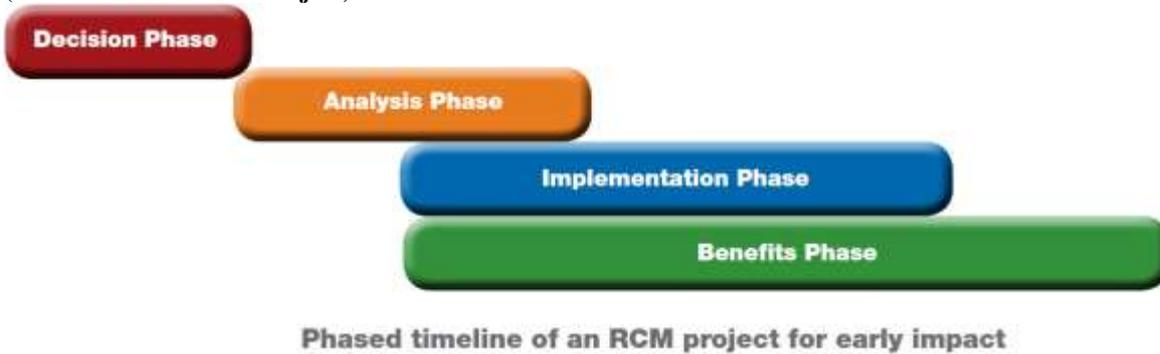 Decision Phase
Analysis Phase
Implementation Phase
Benefits Phase
Phased timeline of an RCM project for early impact